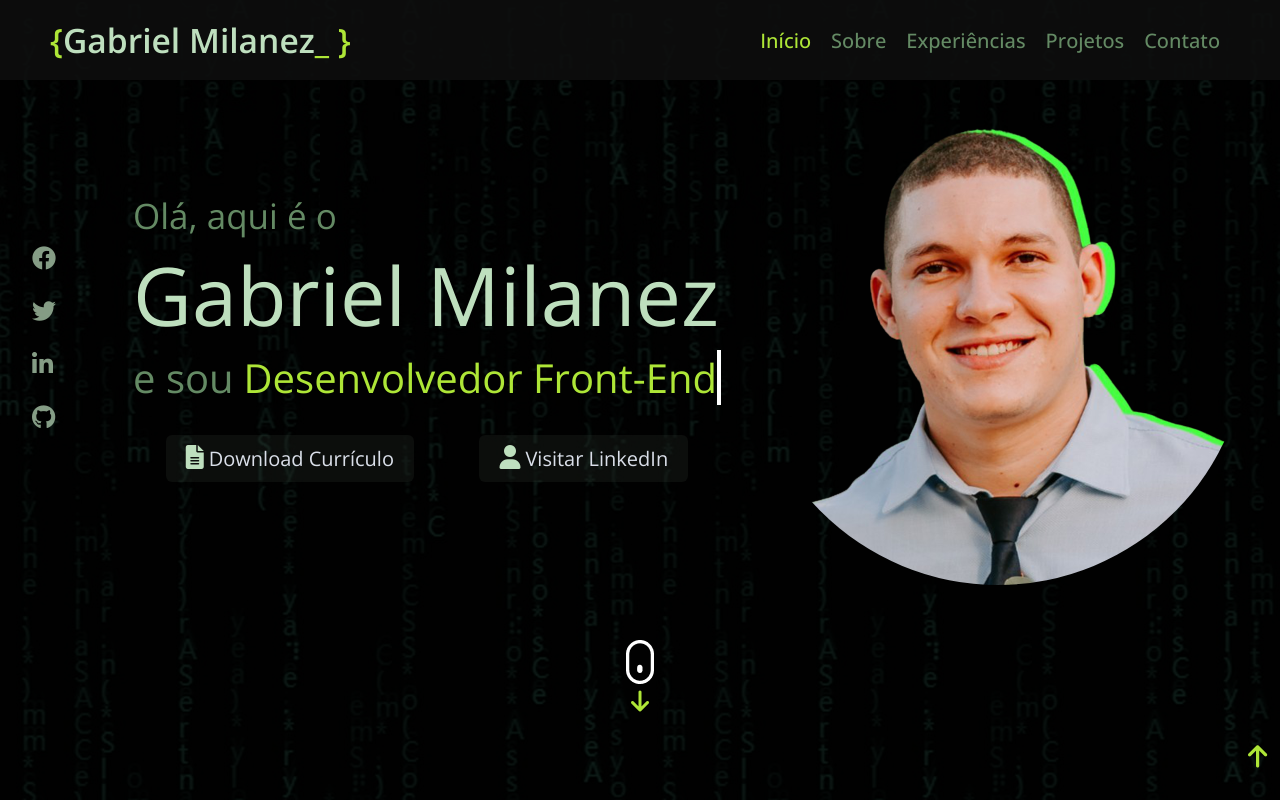 {Gabriel Milanez_ }
Início Sobre Experiências Projetos Contato
Olá, aqui é o
Gabriel Milanez
e sou Desenvolvedor Front-End
Download Currículo
Visitar LinkedIn